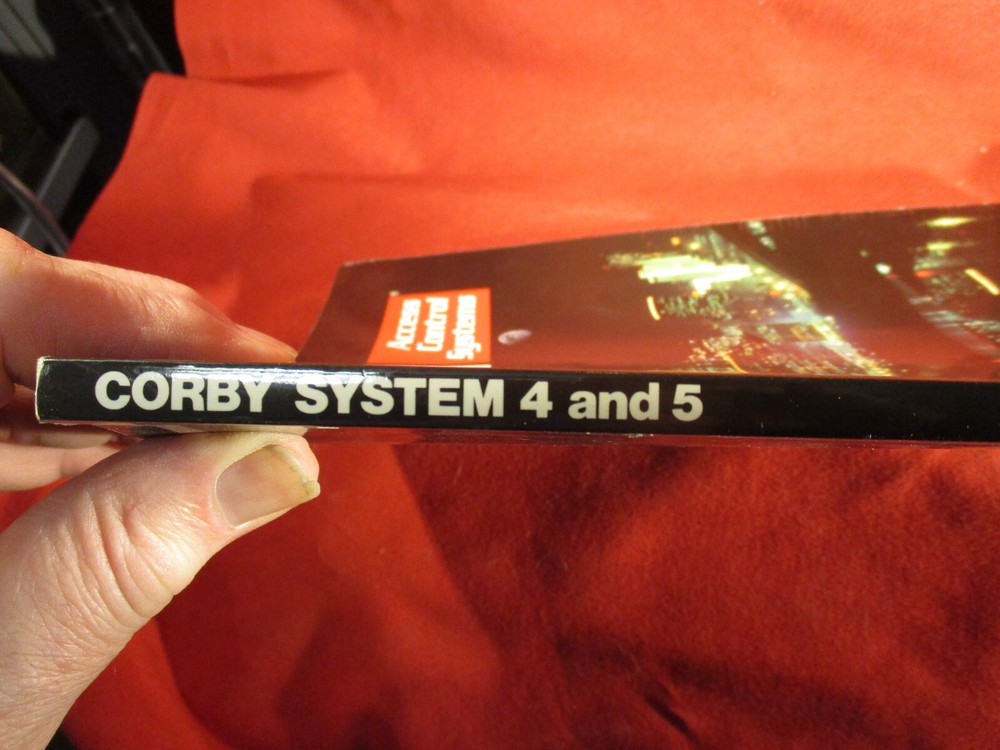 Access
Control
Systems
CORBY SYSTEM 4 and 5